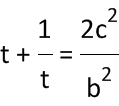 t + 1/t = 2c²/b²